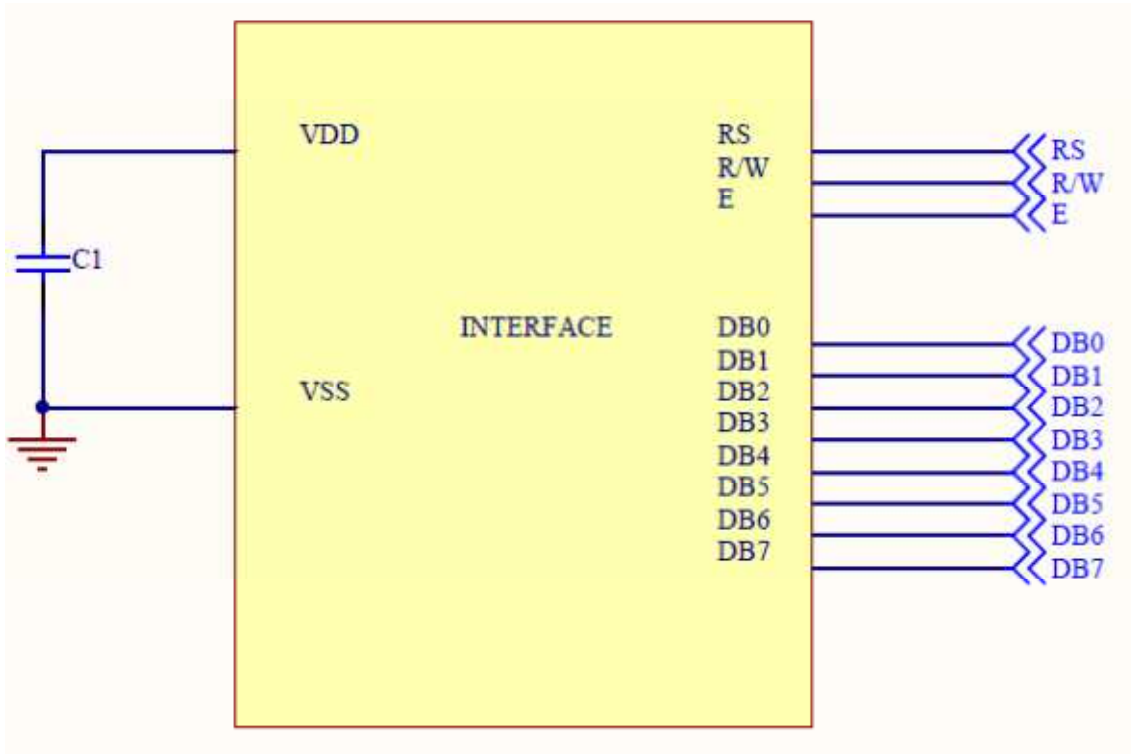 VDD
RS
RS
R/W
R/W
E
E
C1
INTERFACE
DB0
DB0
DB1
DB1
VSS
DB2
DB2
DB3
DB3
DB4
DB4
DB5
DB5
DB6
DB6
DB7
DB7